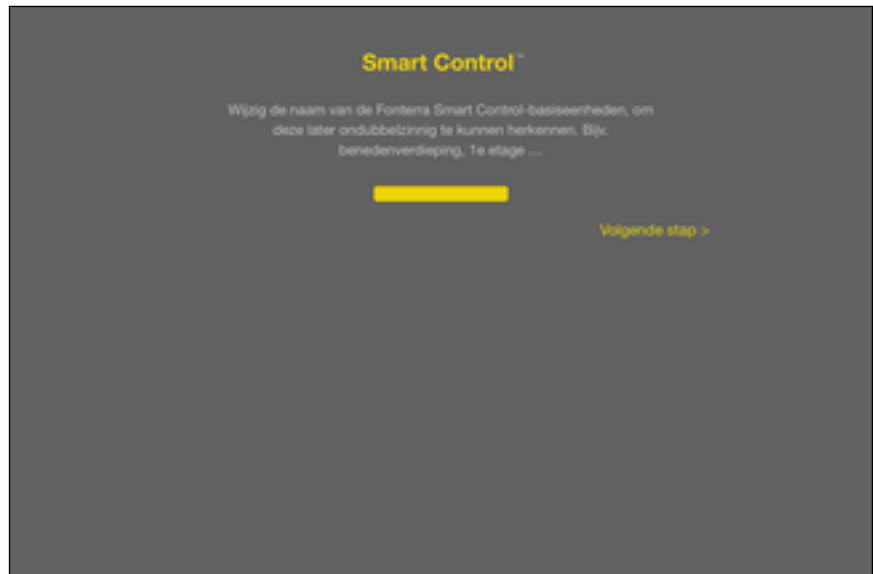 Smart Control™
Wijzig de naam van de Fonterra Smart Control-basiseenheden, om
deze later ondubbelzinnig te kunnen herkennen. Bijv.
benedenverdieping, 1e etage ...
Volgende stap >